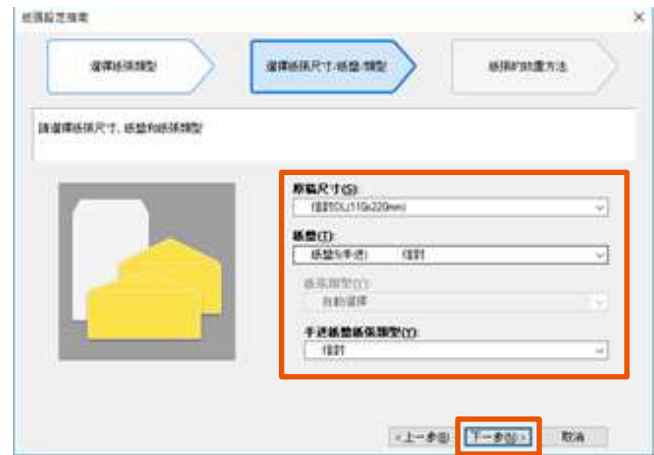 紙張設定精靈
選擇紙張類型
選擇紙張尺寸/紙盤/類型
紙張的放置方法
請選擇紙張尺寸、紙盤和紙張類型
原稿尺寸(S):
信封DL(110x220mm)
紙盤(T):
紙盤5(手送) 信封
紙張類型(Y):
自動選擇
手送紙盤紙張類型(Y):
信封
<上一步(B)
下一步(N)>
取消